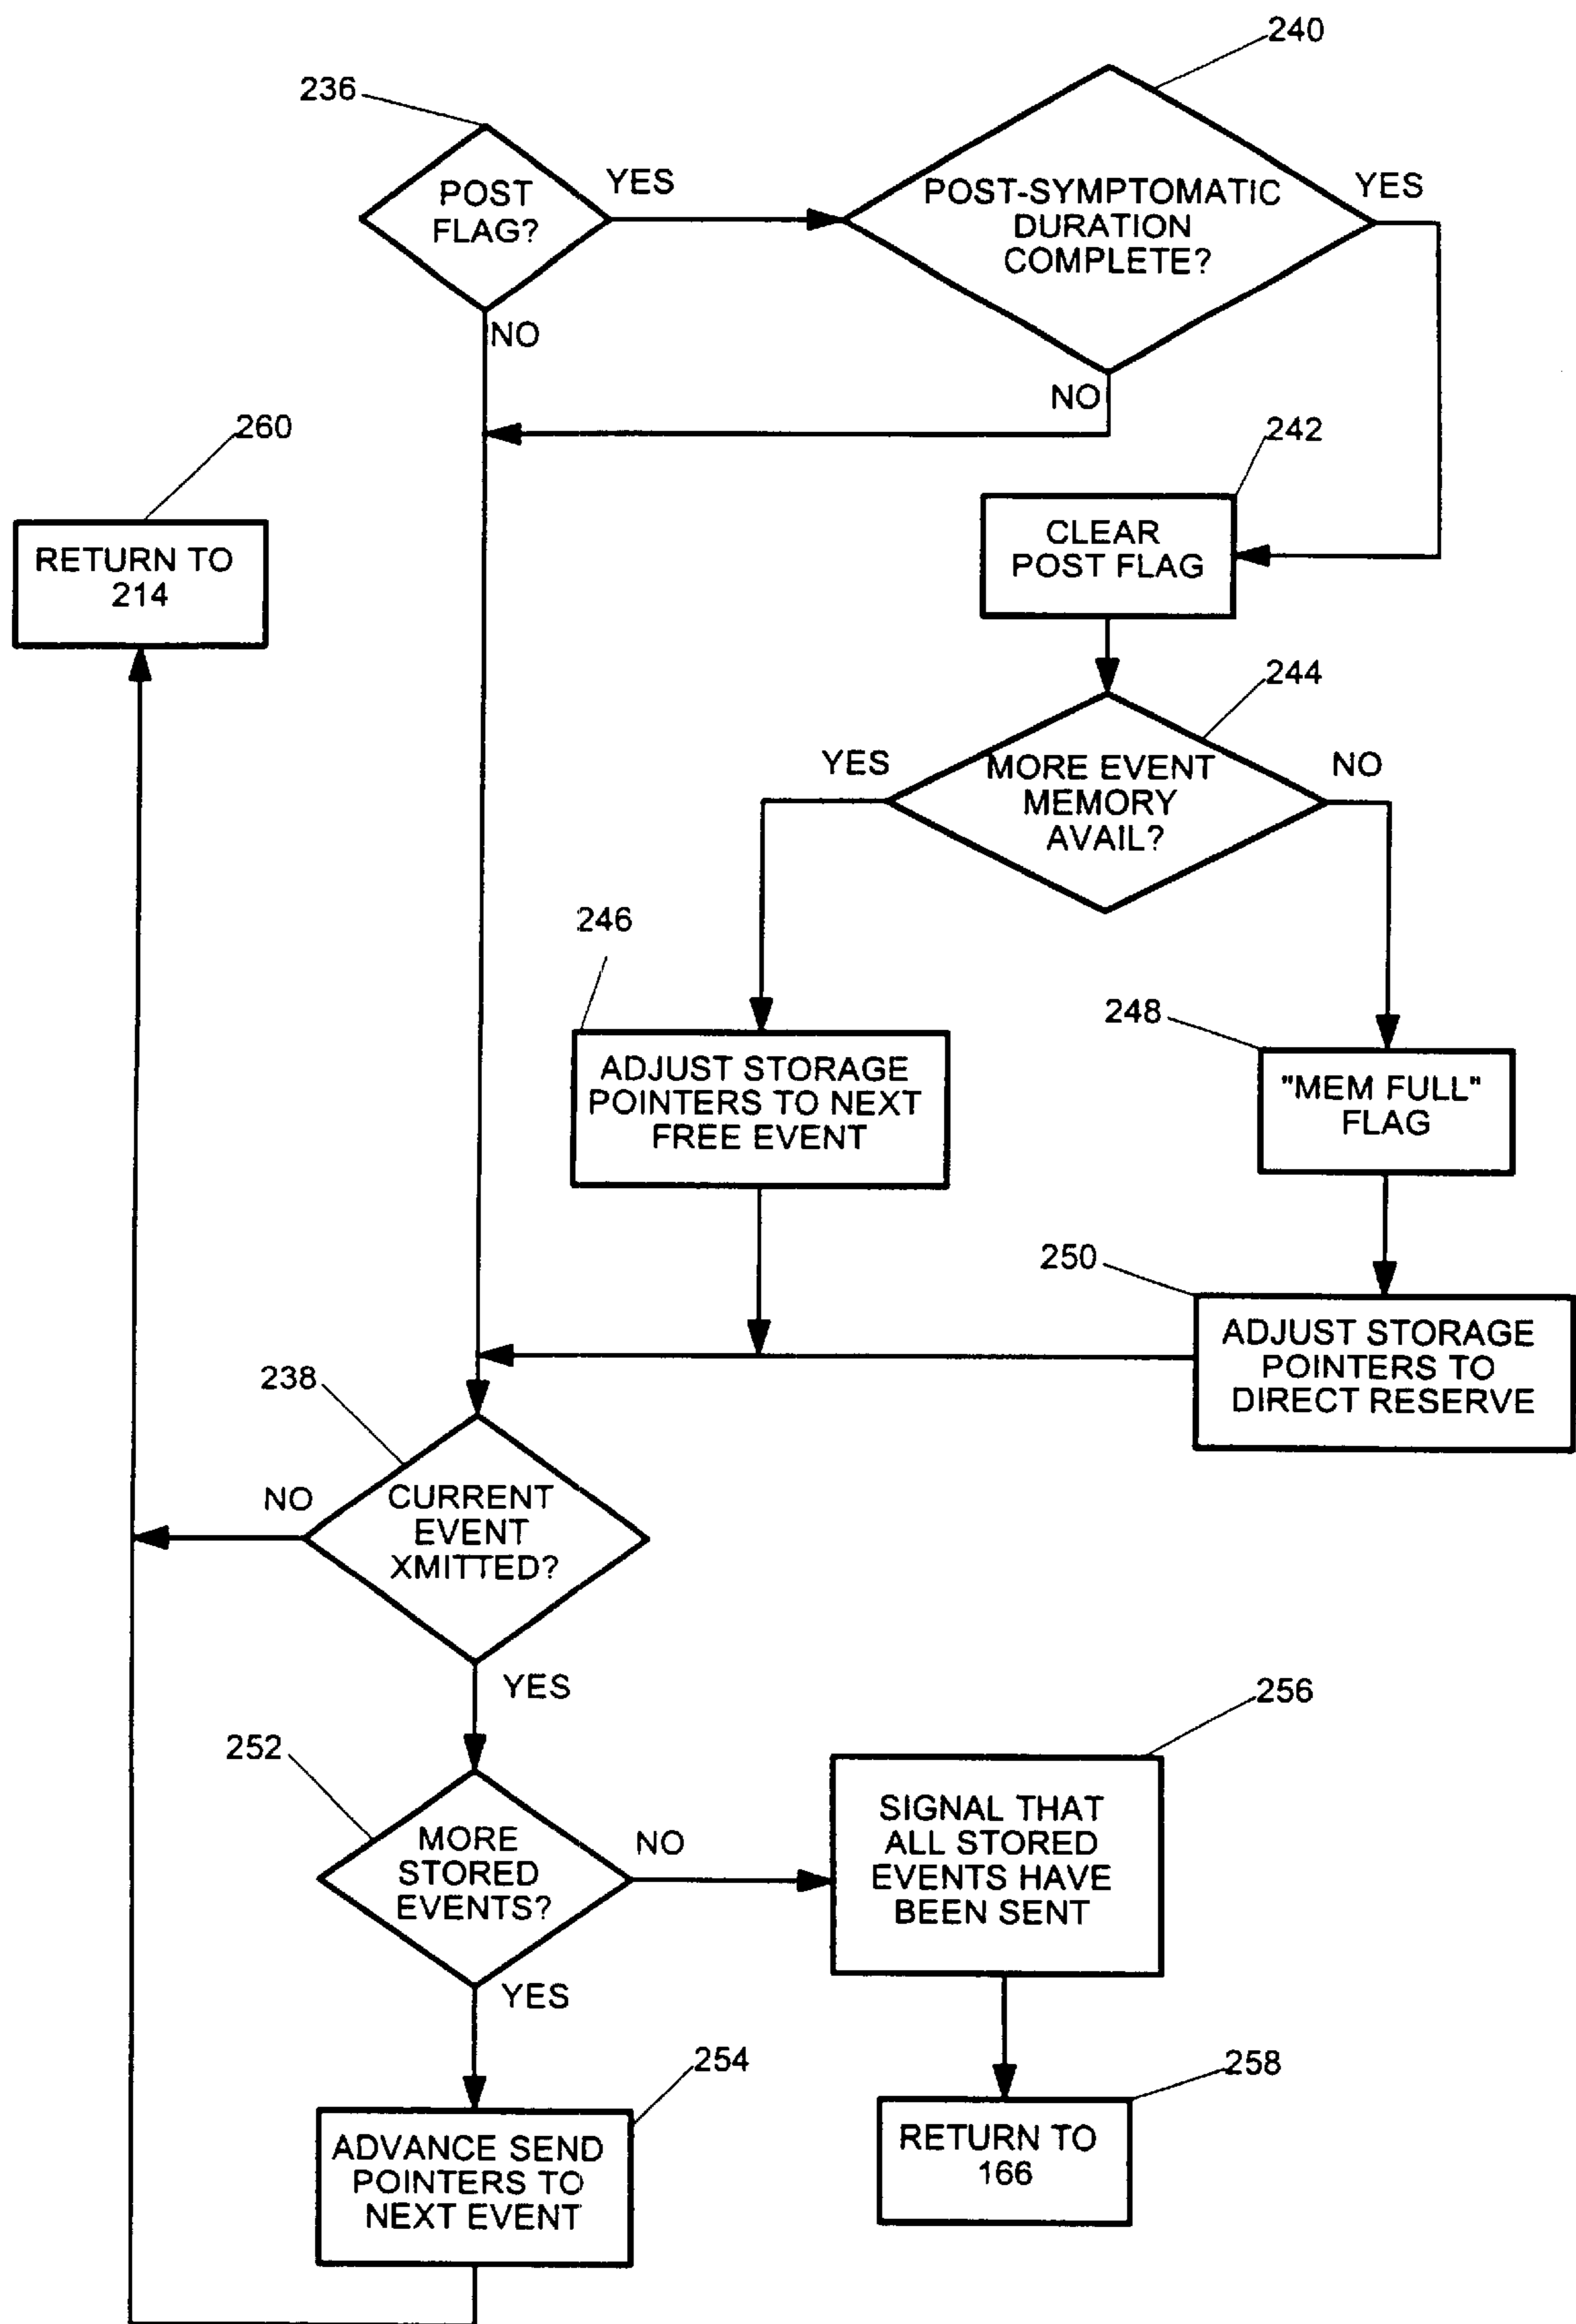 240
236
POST
FLAG?
YES
POST-SYMPTOMATIC
DURATION
COMPLETE?
YES
NO
NO
260
242
RETURN TO
214
CLEAR
POST FLAG
244
YES
MORE EVENT
MEMORY
AVAIL?
NO
246
248
ADJUST STORAGE
POINTERS TO NEXT
FREE EVENT
"MEM FULL"
FLAG
250
ADJUST STORAGE
POINTERS TO
DIRECT RESERVE
238
NO
CURRENT
EVENT
XMITTED?
YES
256
252
MORE
STORED
EVENTS?
NO
SIGNAL THAT
ALL STORED
EVENTS HAVE
BEEN SENT
YES
254
258
ADVANCE SEND
POINTERS TO
NEXT EVENT
RETURN TO
166